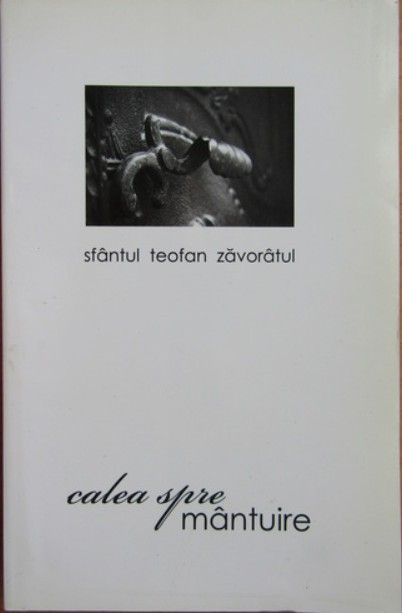 sfântul teofan zăvorâtul
calea spre
mântuire